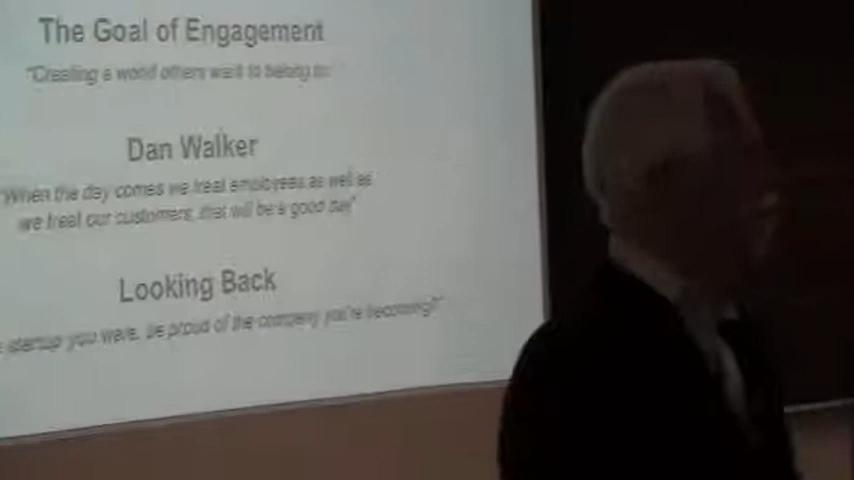 The Goal of Engagement
"Creating a world others want to belong to."
Dan Walker
"When the day comes we treat employees as well as
we treat our customers, that will be a good day"
Looking Back
startup you were, be proud of the company you're becoming?"